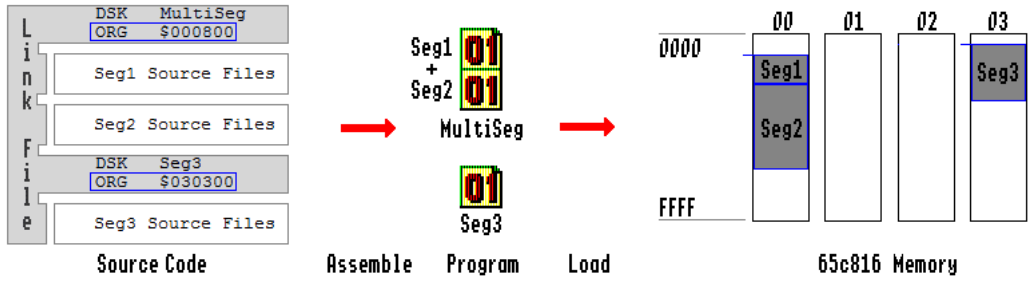 Link File
DSK MultiSeg
ORG $000800
Seg1 Source Files
Seg2 Source Files
DSK Seg3
ORG $030300
Seg3 Source Files
Source Code
Assemble
Seg1
+
Seg2
01
01
MultiSeg
01
Seg3
Program
Load
00 01 02 03
0000
Seg1
Seg2
Seg3
FFFF
65c816 Memory